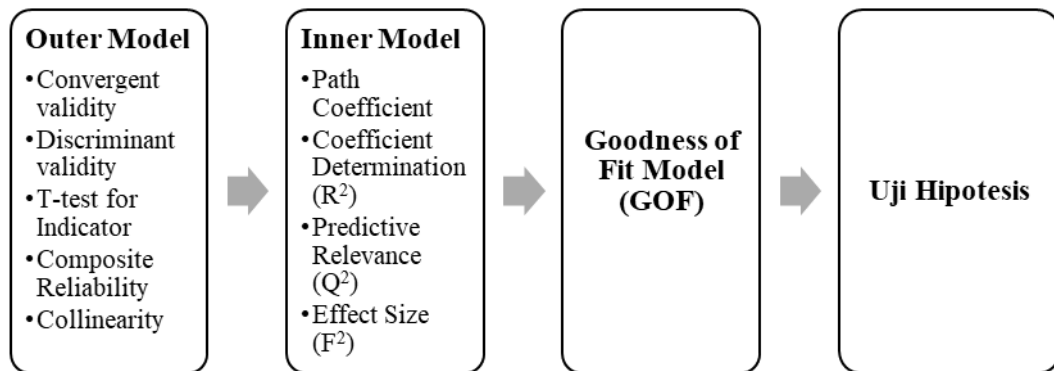 Outer Model
•Convergent
validity
•Discriminant
validity
•T-test for
Indicator
•Composite
Reliability
•Collinearity
Inner Model
•Path
Coefficient
•Coefficient
Determination
(R²)
•Predictive
Relevance
(Q²)
•Effect Size
(F²)
Goodness of
Fit Model
(GOF)
Uji Hipotesis